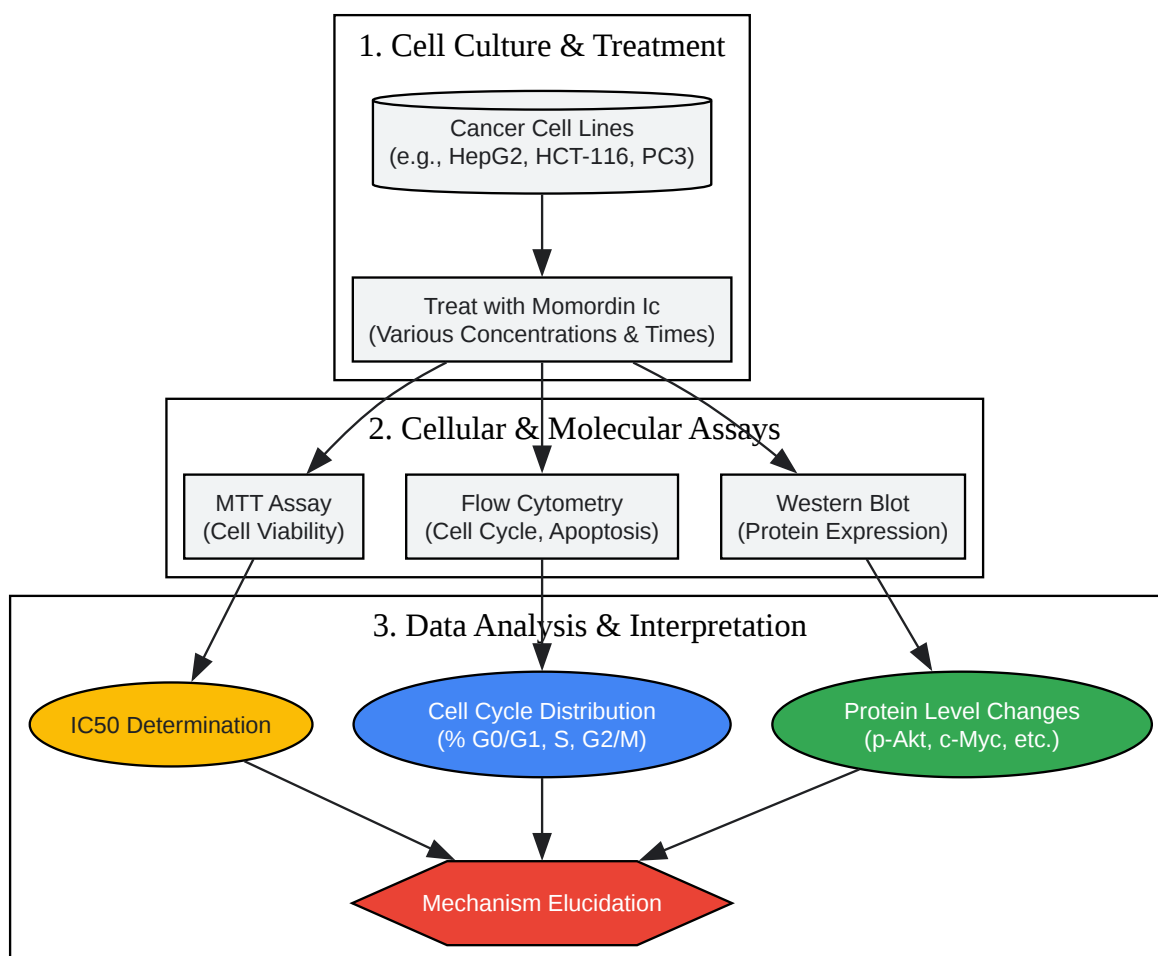 1. Cell Culture & Treatment
Cancer Cell Lines
(e.g., HepG2, HCT-116, PC3)
Treat with Momordin Ic
(Various Concentrations & Times)
2. Cellular & Molecular Assays
MTT Assay
(Cell Viability)
Flow Cytometry
(Cell Cycle, Apoptosis)
Western Blot
(Protein Expression)
3. Data Analysis & Interpretation
IC50 Determination
Cell Cycle Distribution
(% G0/G1, S, G2/M)
Protein Level Changes
(p-Akt, c-Myc, etc.)
Mechanism Elucidation